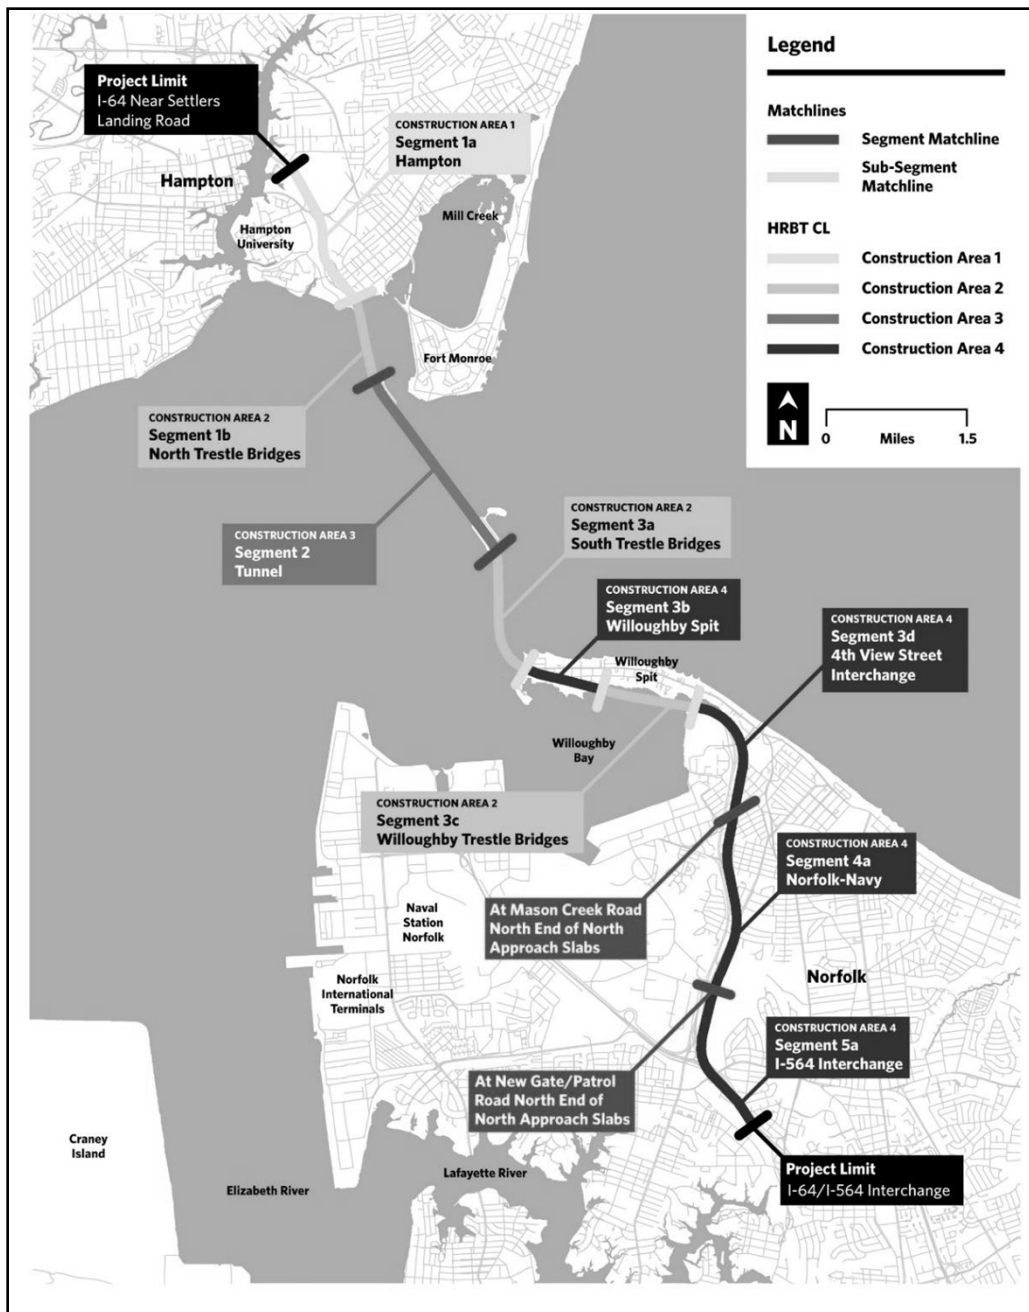 Legend
Matchlines
Segment Matchline
Sub-Segment
Matchline
HRBT CL
Construction Area 1
Construction Area 2
Construction Area 3
Construction Area 4
N
0 Miles 1.5
Project Limit
I-64 Near Settlers
Landing Road
CONSTRUCTION AREA 1
Segment 1a
Hampton
Hampton
Mill Creek
Hampton
University
Fort Monroe
CONSTRUCTION AREA 2
Segment 1b
North Trestle Bridges
CONSTRUCTION AREA 3
Segment 2
Tunnel
CONSTRUCTION AREA 2
Segment 3a
South Trestle Bridges
CONSTRUCTION AREA 4
Segment 3b
Willoughby Spit
CONSTRUCTION AREA 4
Segment 3d
4th View Street
Interchange
Willoughby
Spit
Willoughby
Bay
CONSTRUCTION AREA 2
Segment 3c
Willoughby Trestle Bridges
CONSTRUCTION AREA 4
Segment 4a
Norfolk-Navy
At Mason Creek Road
North End of North
Approach Slabs
Naval
Station
Norfolk
Norfolk
International
Terminals
Norfolk
CONSTRUCTION AREA 4
Segment 5a
I-564 Interchange
At New Gate/Patrol
Road North End of
North Approach Slabs
Craney
Island
Elizabeth River
Lafayette River
Project Limit
I-64/I-564 Interchange